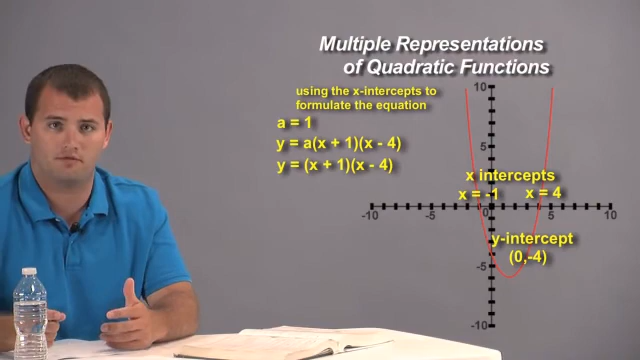 Multiple Representations
of Quadratic Functions
using the x-intercepts to
formulate the equation
a = 1
y = a(x + 1)(x - 4)
y = (x + 1)(x - 4)
10
5
x intercepts
x = -1
x = 4
-10
-5
0
5
10
y-intercept
(0,-4)
-5
-10